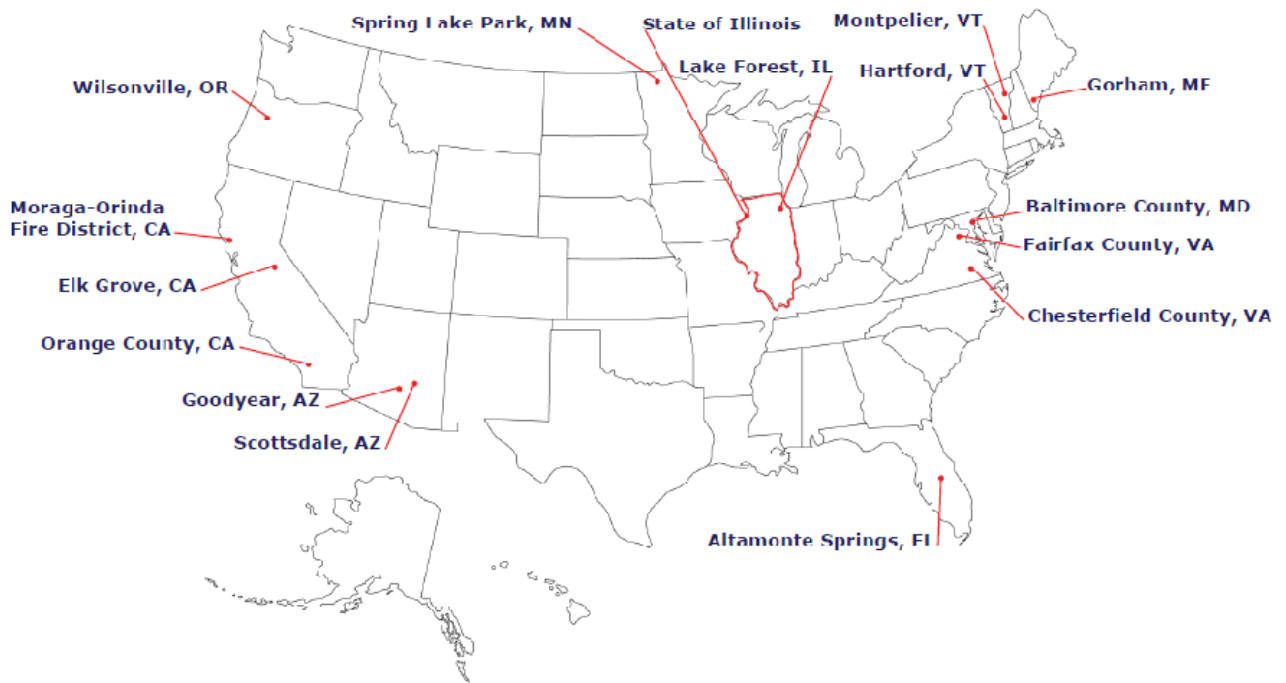 Spring Lake Park, MN
State of Illinois
Montpelier, VT
Lake Forest, IL
Hartford, VT
Wilsonville, OR
Gorham, ME
Moraga-Orinda
Fire District, CA
Baltimore County, MD
Fairfax County, VA
Elk Grove, CA
Chesterfield County, VA
Orange County, CA
Goodyear, AZ
Scottsdale, AZ
Altamonte Springs, FL